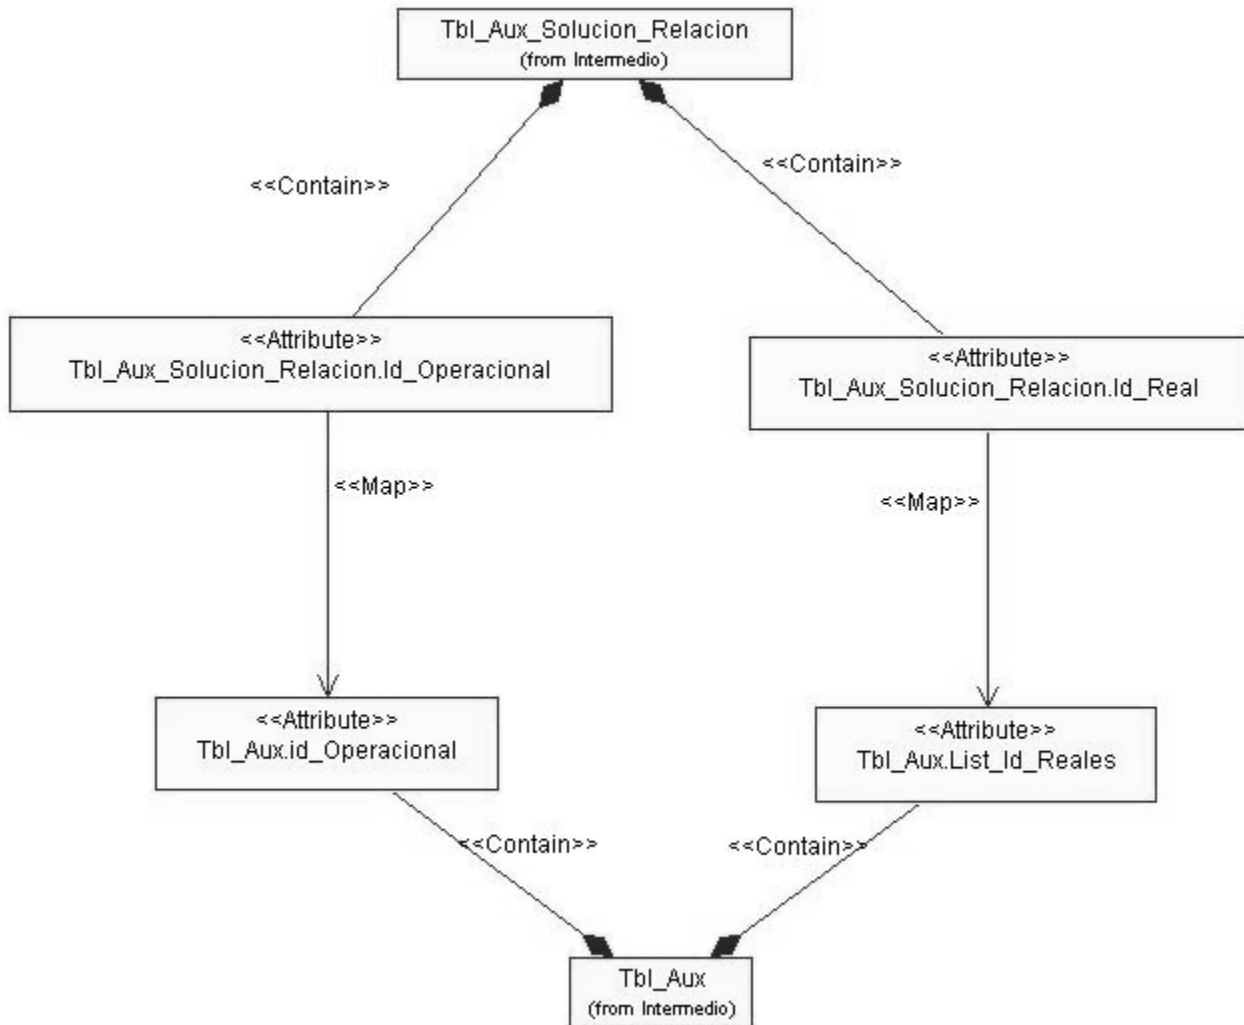 Tbl_Aux_Solucion_Relacion
(from Intermedio)
<<Contain>>
<<Contain>>
<<Attribute>>
Tbl_Aux_Solucion_Relacion.Id_Operacional
<<Attribute>>
Tbl_Aux_Solucion_Relacion.Id_Real
<<Map>>
<<Map>>
<<Attribute>>
Tbl_Aux.id_Operacional
<<Attribute>>
Tbl_Aux.List_Id_Reales
<<Contain>>
<<Contain>>
Tbl_Aux
(from Intermedio)